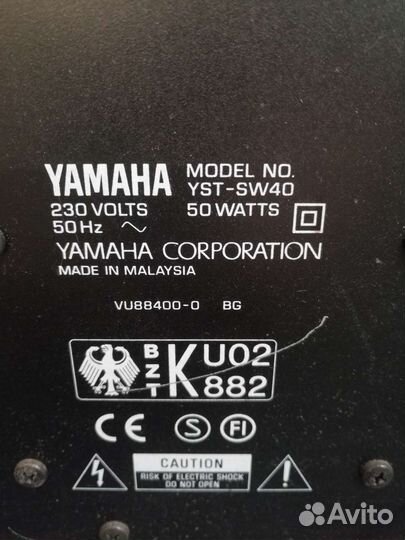 YAMAHA MODEL NO. YST-SW40
230 VOLTS 50 WATTS
50 Hz
YAMAHA CORPORATION
MADE IN MALAYSIA
VU88400-0 BG
BZT K U02 882
CE S FI
CAUTION
RISK OF ELECTRIC SHOCK
DO NOT OPEN
Avito